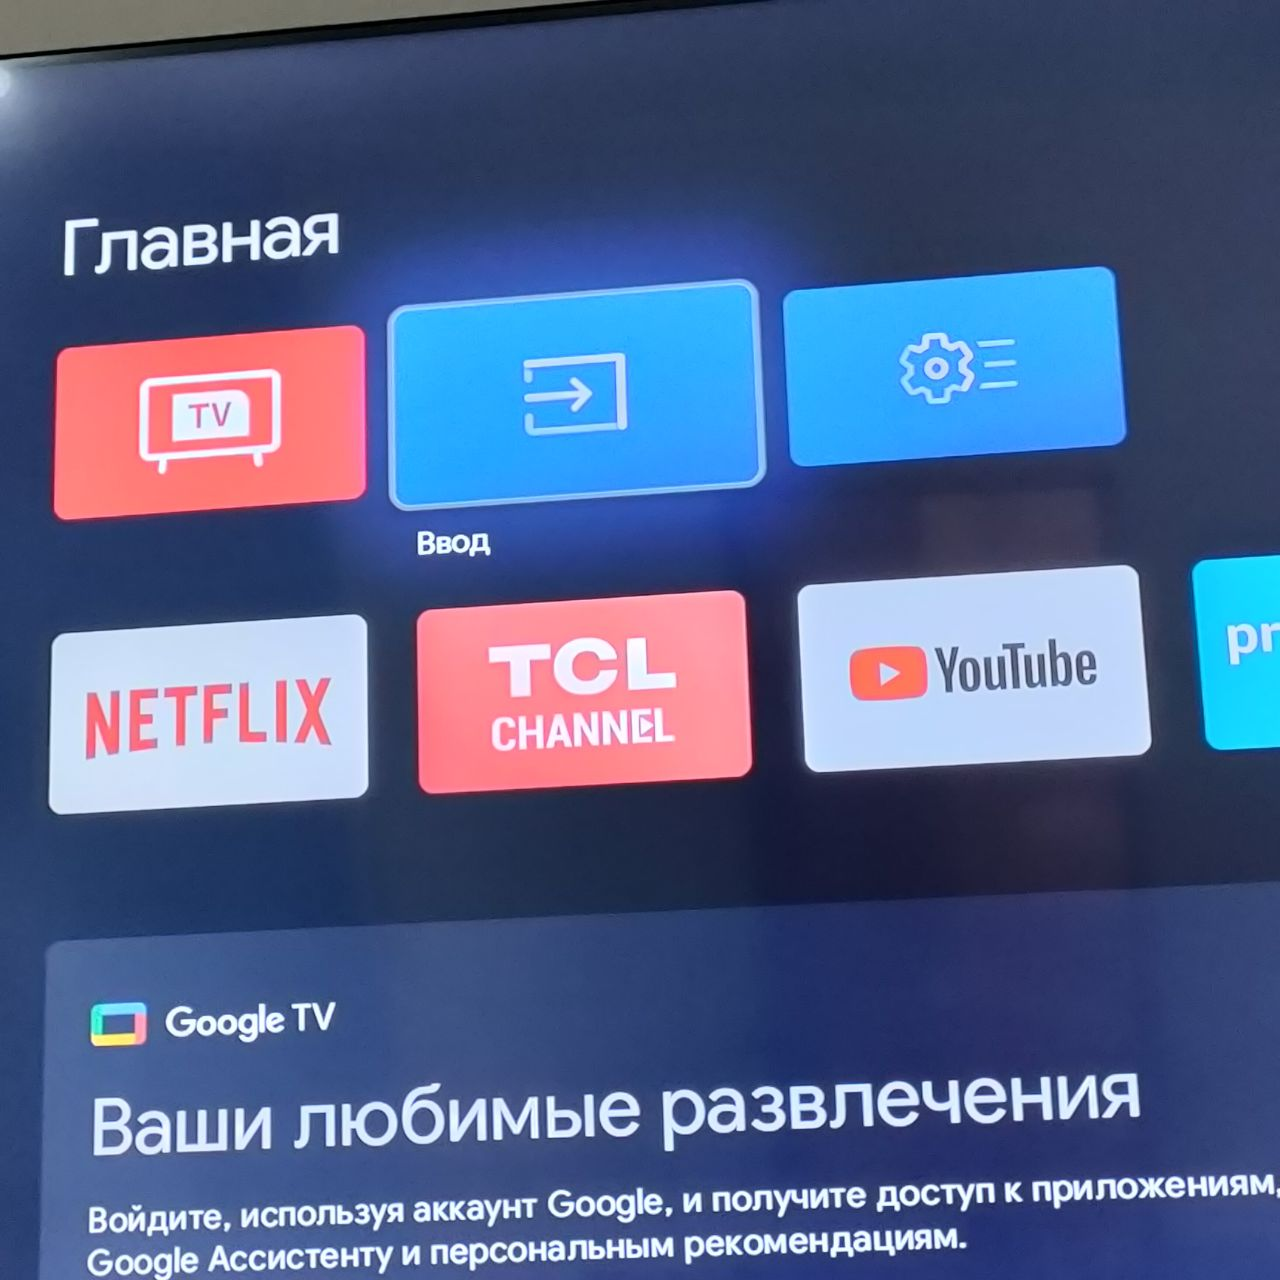 Главная
TV
Ввод
NETFLIX
TCL
CHANNEL
YouTube
Google TV
Ваши любимые развлечения
Войдите, используя аккаунт Google, и получите доступ к приложениям,
Google Ассистенту и персональным рекомендациям.